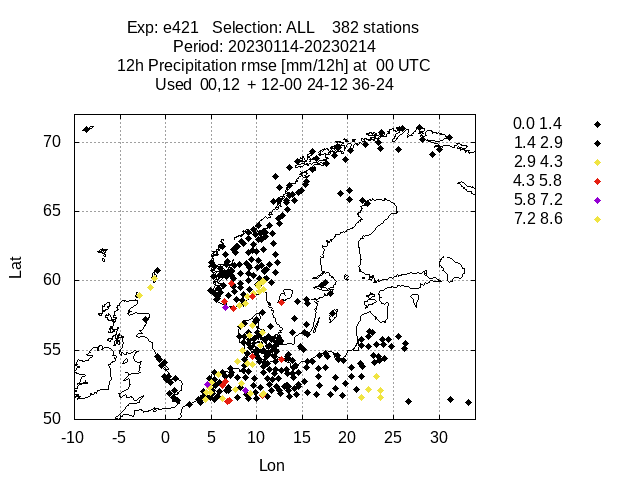 Exp: e421 Selection: ALL 382 stations
Period: 20230114-20230214
12h Precipitation rmse [mm/12h] at 00 UTC
Used 00,12 + 12-00 24-12 36-24
0.0 1.4
1.4 2.9
2.9 4.3
4.3 5.8
5.8 7.2
7.2 8.6
70
65
60
55
50
Lat
-10 -5 0 5 10 15 20 25 30
Lon